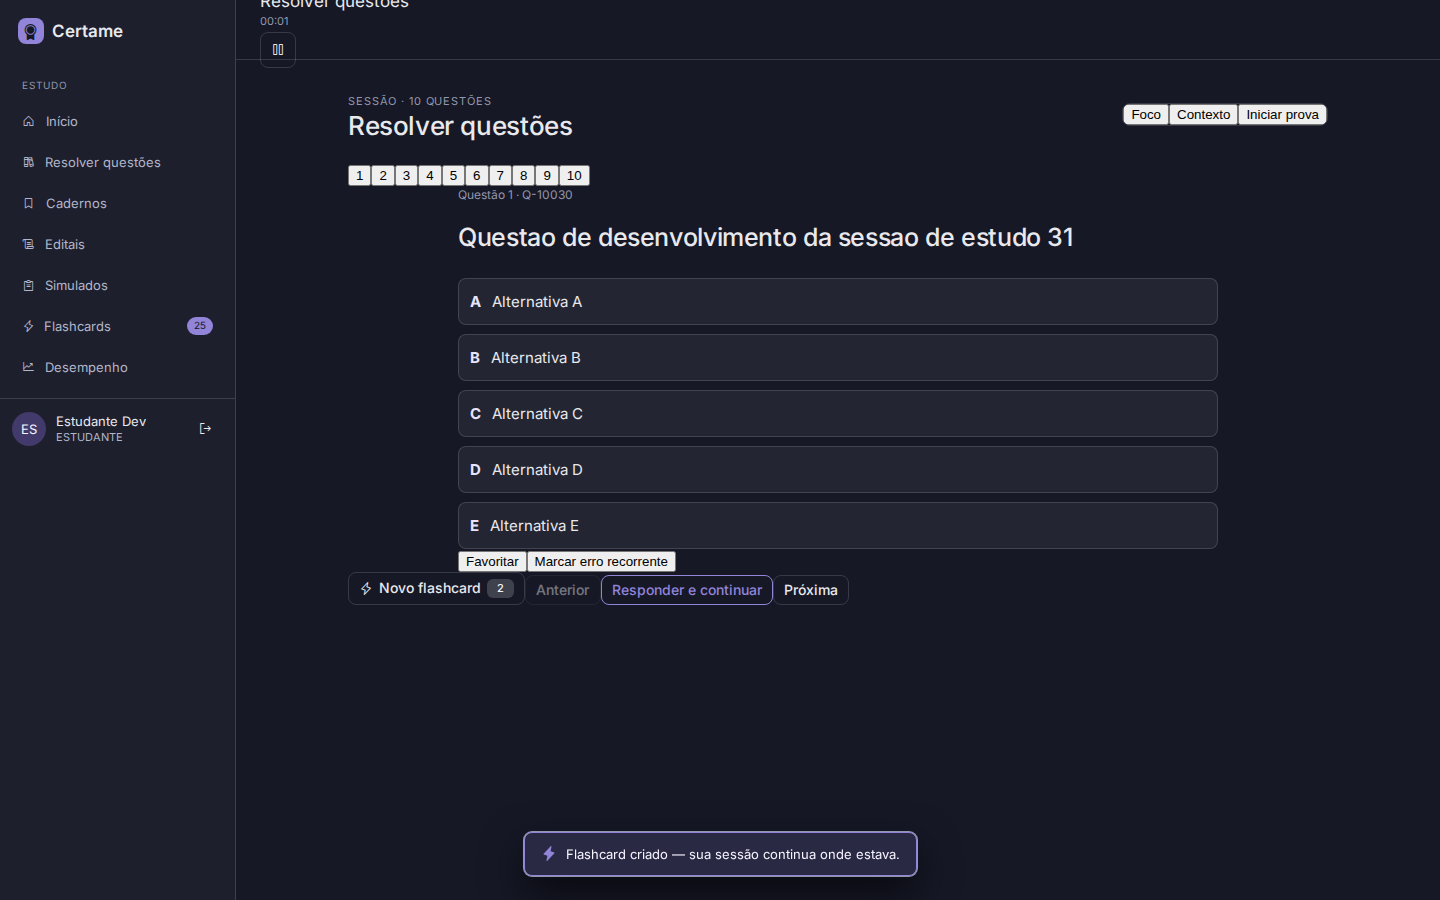 Certame
ESTUDO
Início
Resolver questões
Cadernos
Editais
Simulados
Flashcards 25
Desempenho
ES Estudante Dev
ESTUDANTE
Resolver questões
00:01
SESSÃO · 10 QUESTÕES
Resolver questões
Foco Contexto Iniciar prova
1 2 3 4 5 6 7 8 9 10
Questão 1 · Q-10030
Questao de desenvolvimento da sessao de estudo 31
A Alternativa A
B Alternativa B
C Alternativa C
D Alternativa D
E Alternativa E
Favoritar Marcar erro recorrente
Novo flashcard 2 Anterior Responder e continuar Próxima
Flashcard criado — sua sessão continua onde estava.